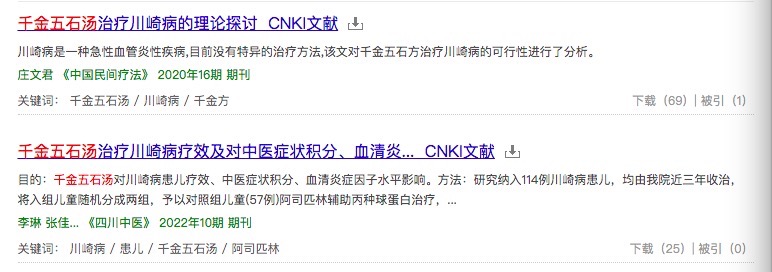 千金五石汤治疗川崎病的理论探讨 CNKI文献
川崎病是一种急性血管炎性疾病,目前没有特异的治疗方法,该文对千金五石方治疗川崎病的可行性进行了分析。
庄文君 《中国民间疗法》 2020年16期 期刊
关键词： 千金五石汤 / 川崎病 / 千金方 下载（69）| 被引（1）
千金五石汤治疗川崎病疗效及对中医症状积分、血清炎... CNKI文献
目的：千金五石汤对川崎病患儿疗效、中医症状积分、血清炎症因子水平影响。方法：研究纳入114例川崎病患儿，均由我院近三年收治，
将入组儿童随机分成两组，予以对照组儿童(57例)阿司匹林辅助丙种球蛋白治疗，...
李琳 张佳... 《四川中医》 2022年10期 期刊
关键词： 川崎病 / 患儿 / 千金五石汤 / 阿司匹林 下载（25）| 被引（0）